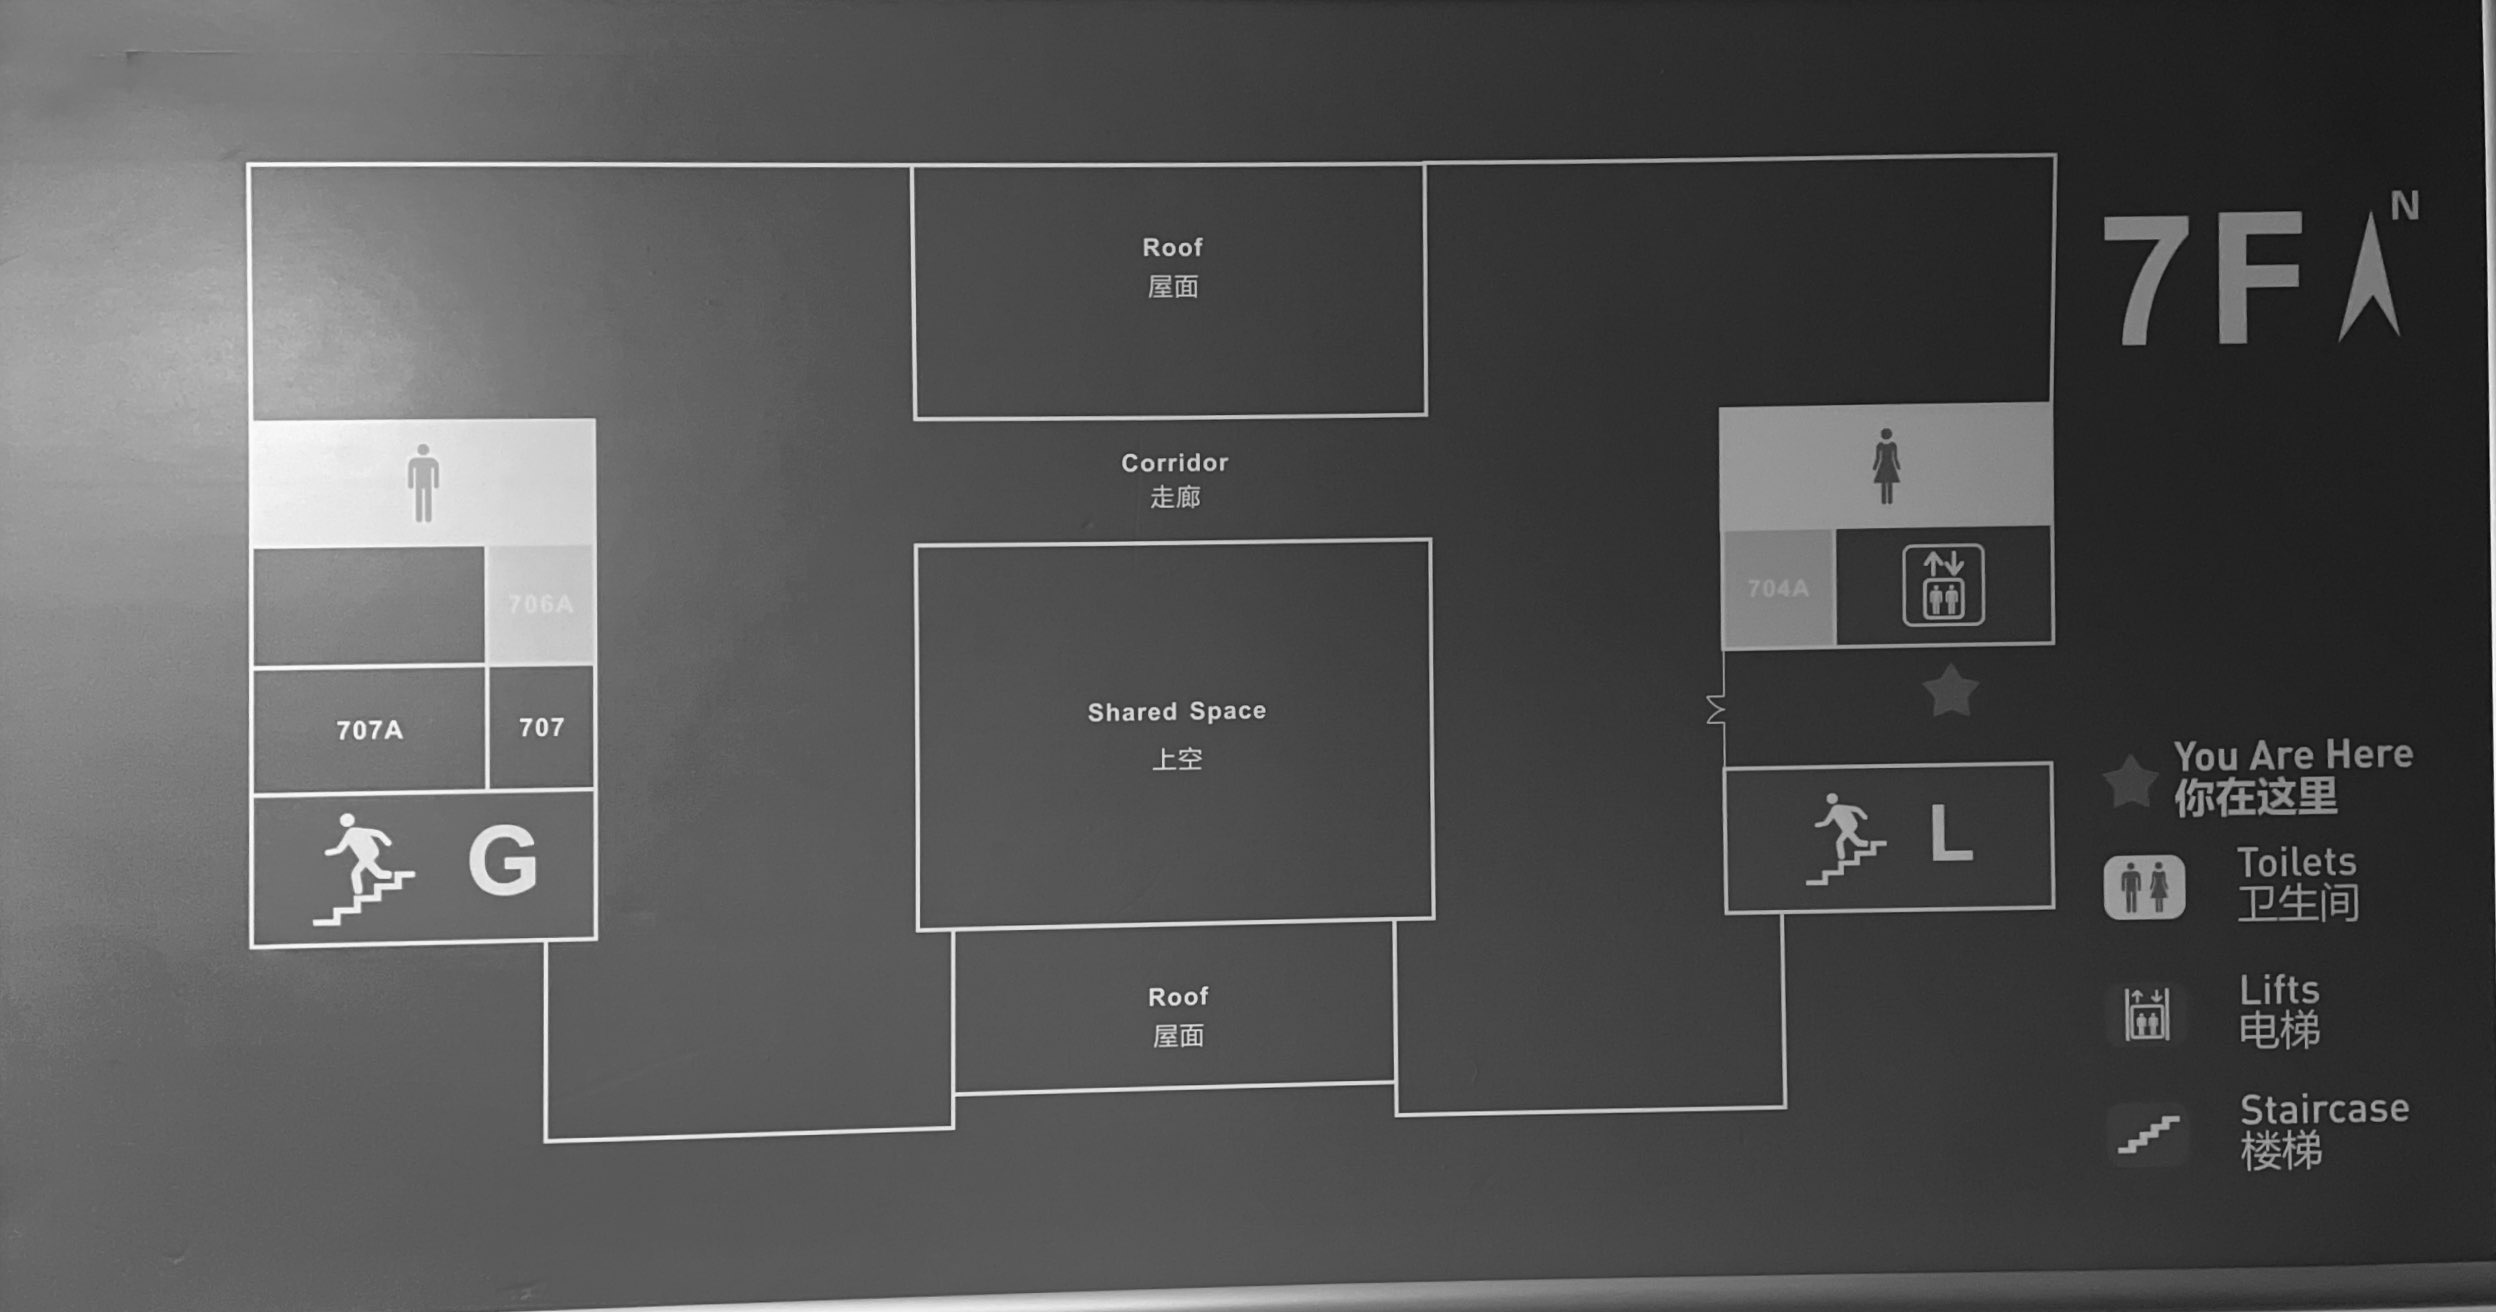 Roof
屋面
7F
N
Corridor
走廊
706A
704A
707A
707
Shared Space
上空
G
L
Roof
屋面
You Are Here
你在这里
Toilets
卫生间
Lifts
电梯
Staircase
楼梯